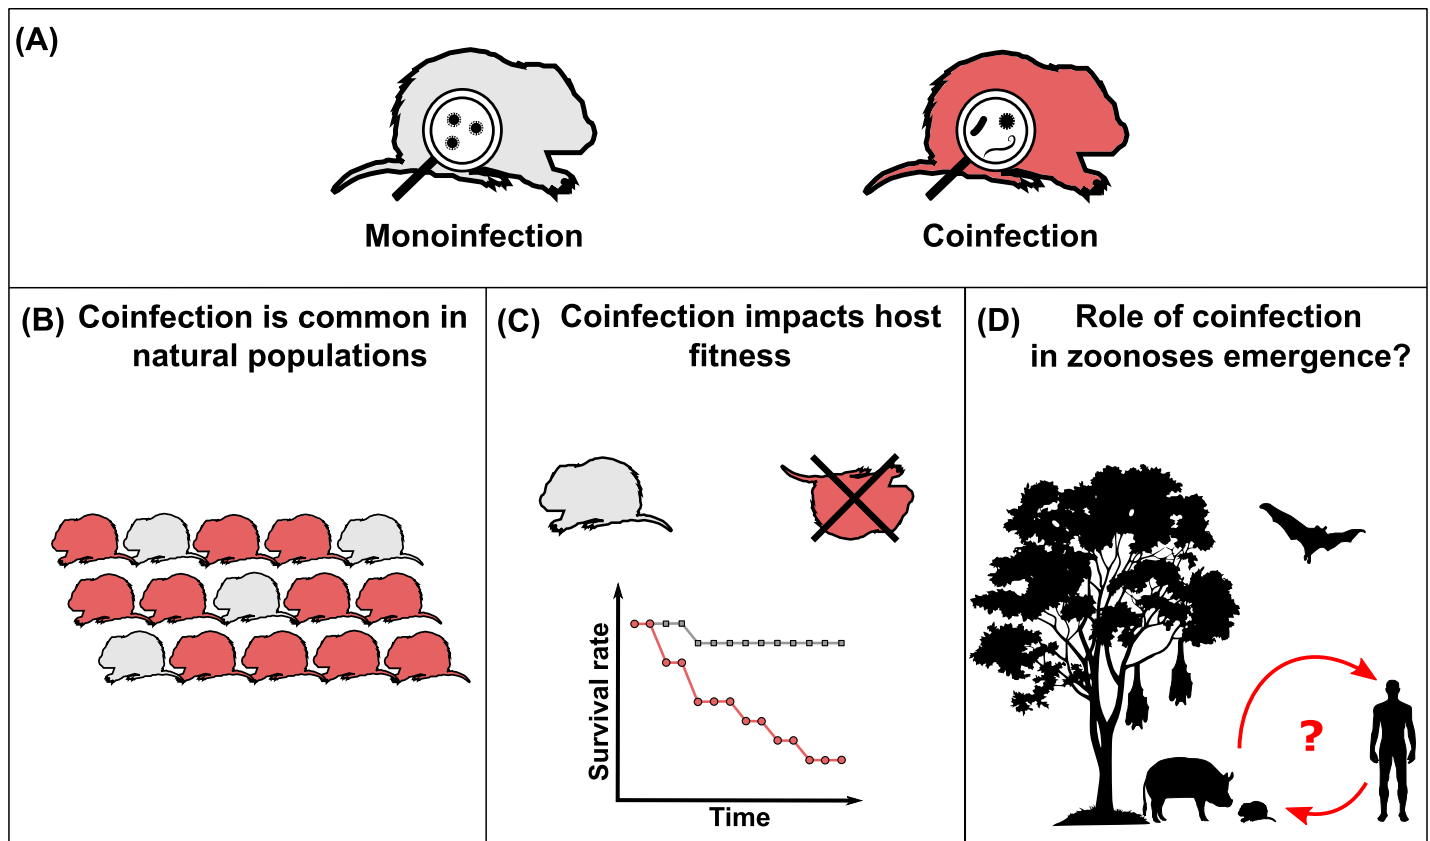 (A)
Monoinfection
Coinfection
(B) Coinfection is common in
natural populations
(C) Coinfection impacts host
fitness
Survival rate
Time
(D) Role of coinfection
in zoonoses emergence?
?